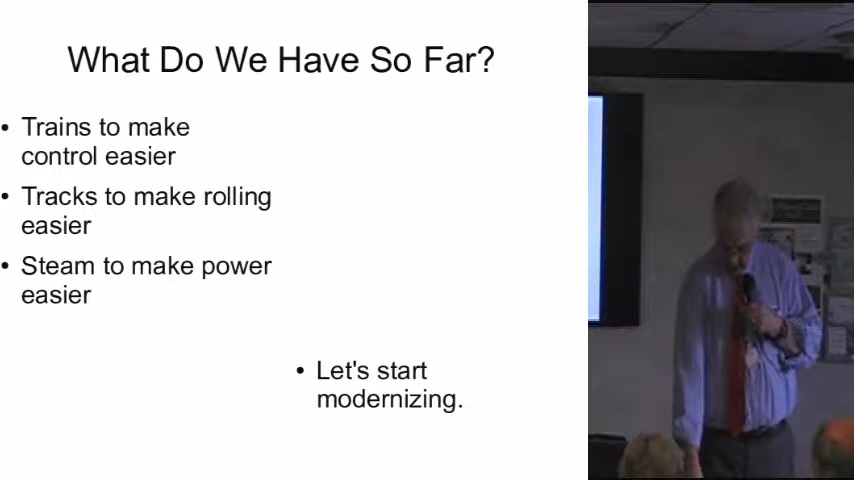 What Do We Have So Far?
• Trains to make
control easier
• Tracks to make rolling
easier
• Steam to make power
easier
• Let's start
modernizing.